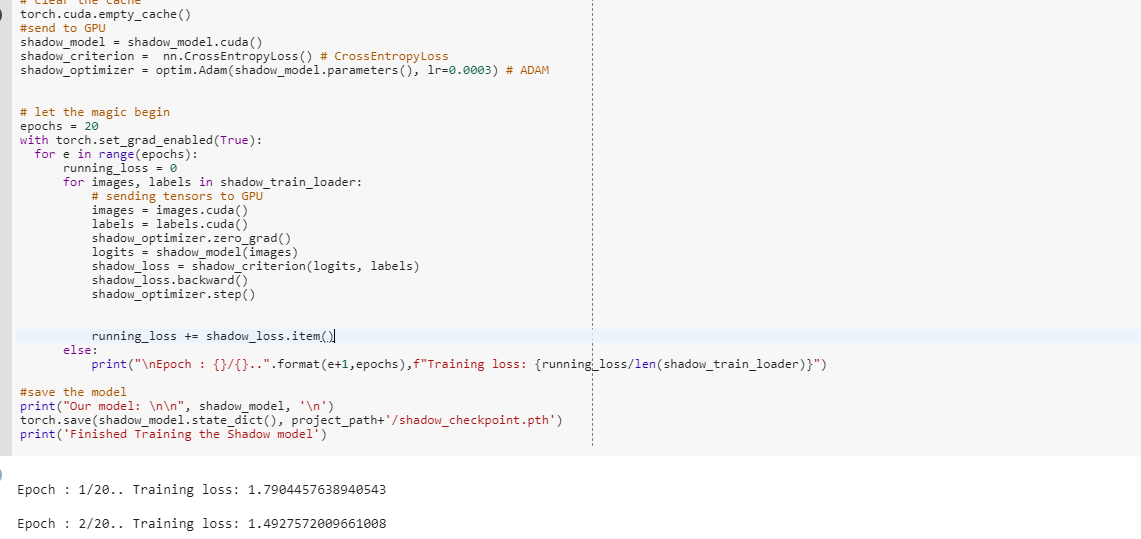 # clear the cache
torch.cuda.empty_cache()
#send to GPU
shadow_model = shadow_model.cuda()
shadow_criterion =  nn.CrossEntropyLoss() # CrossEntropyLoss
shadow_optimizer = optim.Adam(shadow_model.parameters(), lr=0.0003) # ADAM
# let the magic begin
epochs = 20
with torch.set_grad_enabled(True):
  for e in range(epochs):
      running_loss = 0
      for images, labels in shadow_train_loader:
          # sending tensors to GPU
          images = images.cuda()
          labels = labels.cuda()
          shadow_optimizer.zero_grad()
          logits = shadow_model(images)
          shadow_loss = shadow_criterion(logits, labels)
          shadow_loss.backward()
          shadow_optimizer.step()
          running_loss += shadow_loss.item()
      else:
          print("\nEpoch : {}/{}..".format(e+1,epochs),f"Training loss: {running_loss/len(shadow_train_loader)}")
#save the model
print("Our model: \n\n", shadow_model, '\n')
torch.save(shadow_model.state_dict(), project_path+'/shadow_checkpoint.pth')
print('Finished Training the Shadow model')
Epoch : 1/20.. Training loss: 1.7904457638940543
Epoch : 2/20.. Training loss: 1.4927572009661008